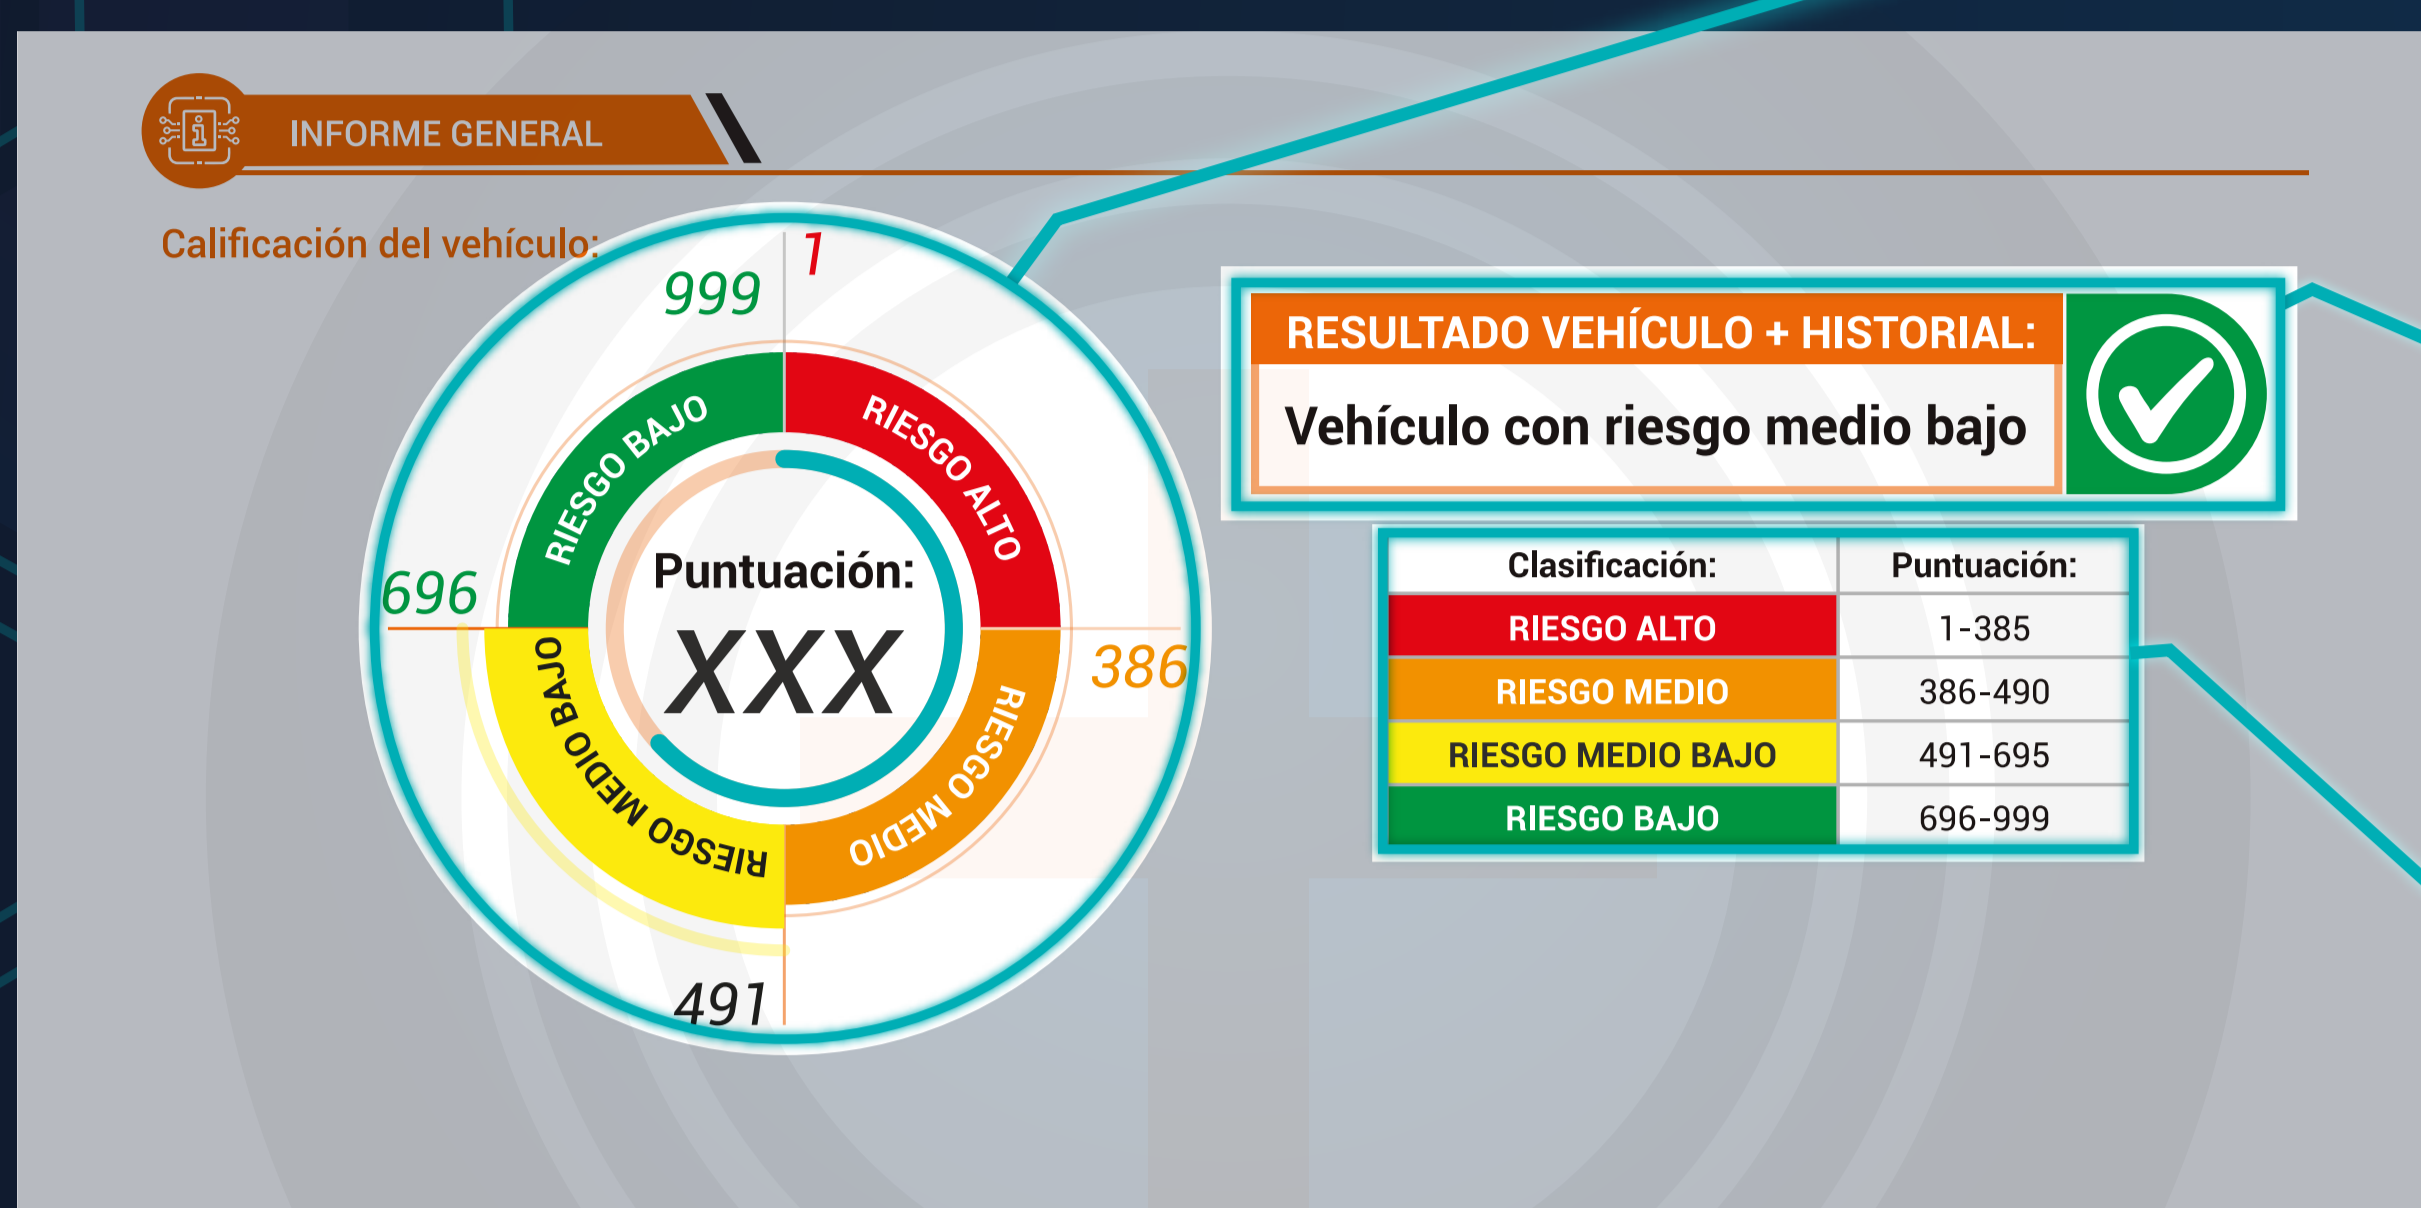 INFORME GENERAL
Calificación del vehículo:
999
1
RIESGO BAJO
RIESGO ALTO
696
386
Puntuación:
XXX
RIESGO MEDIO BAJO
RIESGO MEDIO
491
RESULTADO VEHÍCULO + HISTORIAL:
Vehículo con riesgo medio bajo
Clasificación: Puntuación:
RIESGO ALTO 1-385
RIESGO MEDIO 386-490
RIESGO MEDIO BAJO 491-695
RIESGO BAJO 696-999